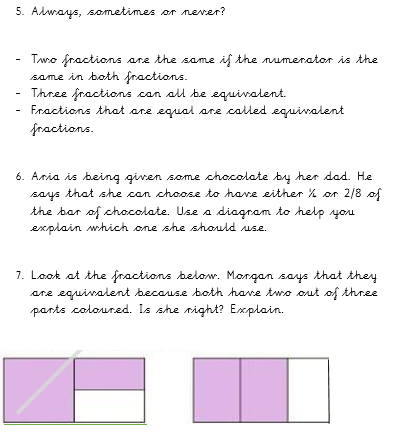 5. Always, sometimes or never?
- Two fractions are the same if the numerator is the
same in both fractions.
- Three fractions can all be equivalent.
- Fractions that are equal are called equivalent
fractions.
6. Aria is being given some chocolate by her dad. He
says that she can choose to have either ¼ or 2/8 of
the bar of chocolate. Use a diagram to help you
explain which one she should use.
7. Look at the fractions below. Morgan says that they
are equivalent because both have two out of three
parts coloured. Is she right? Explain.